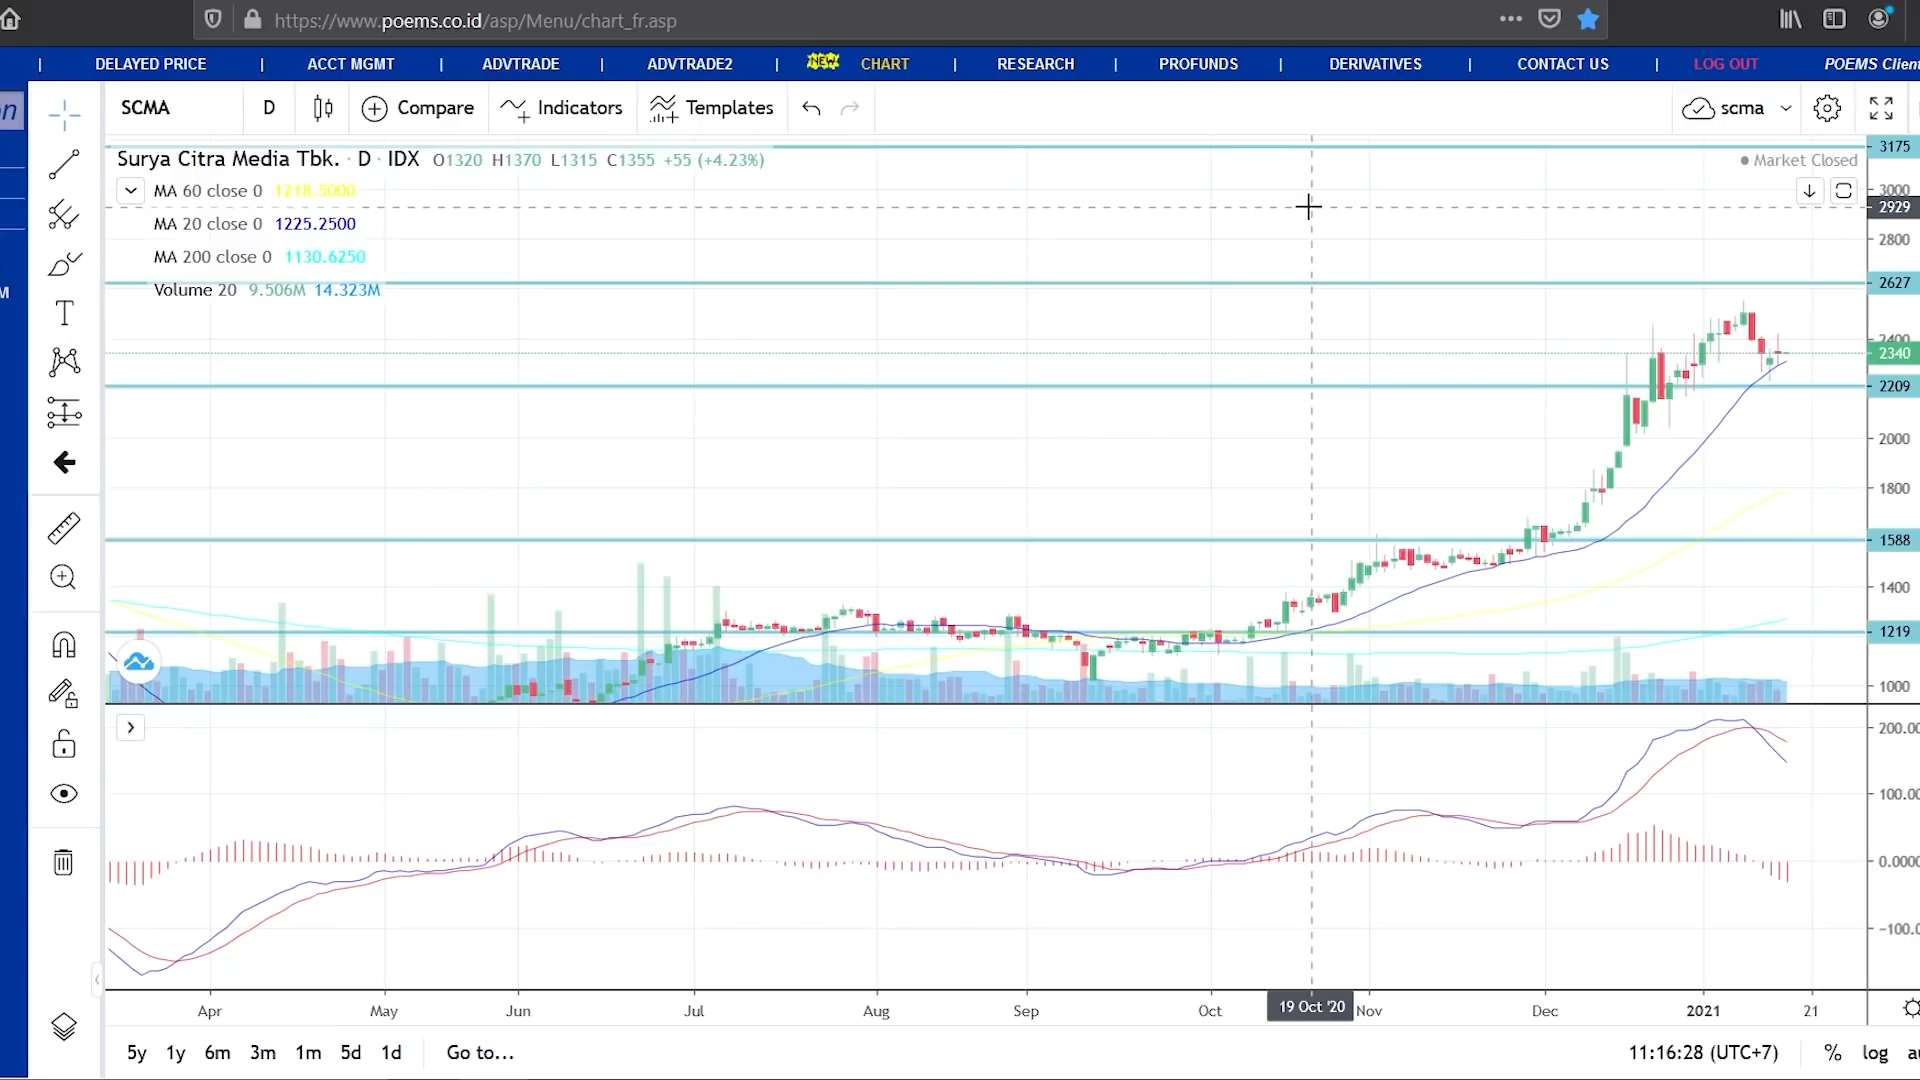 https://www.poems.co.id/asp/Menu/chart_fr.asp
| DELAYED PRICE | ACCT MGMT | ADVTRADE | ADVTRADE2 | NEW CHART | RESEARCH | PROFUNDS | DERIVATIVES | CONTACT US | LOG OUT POEMS Client
on
SCMA D Compare Indicators Templates scma
Surya Citra Media Tbk. · D · IDX O1320 H1370 L1315 C1355 +55 (+4.23%)
Market Closed
MA 60 close 0 1218.5000
MA 20 close 0 1225.2500
MA 200 close 0 1130.6250
Volume 20 9.506M 14.323M
M
3175
3000
2929
2800
2627
2400
2340
2209
2000
1800
1588
1400
1219
1000
200.00
100.00
0.0000
-100.0
Apr May Jun Jul Aug Sep Oct 19 Oct '20 Nov Dec 2021 21
5y 1y 6m 3m 1m 5d 1d Go to... 11:16:28 (UTC+7) % log au